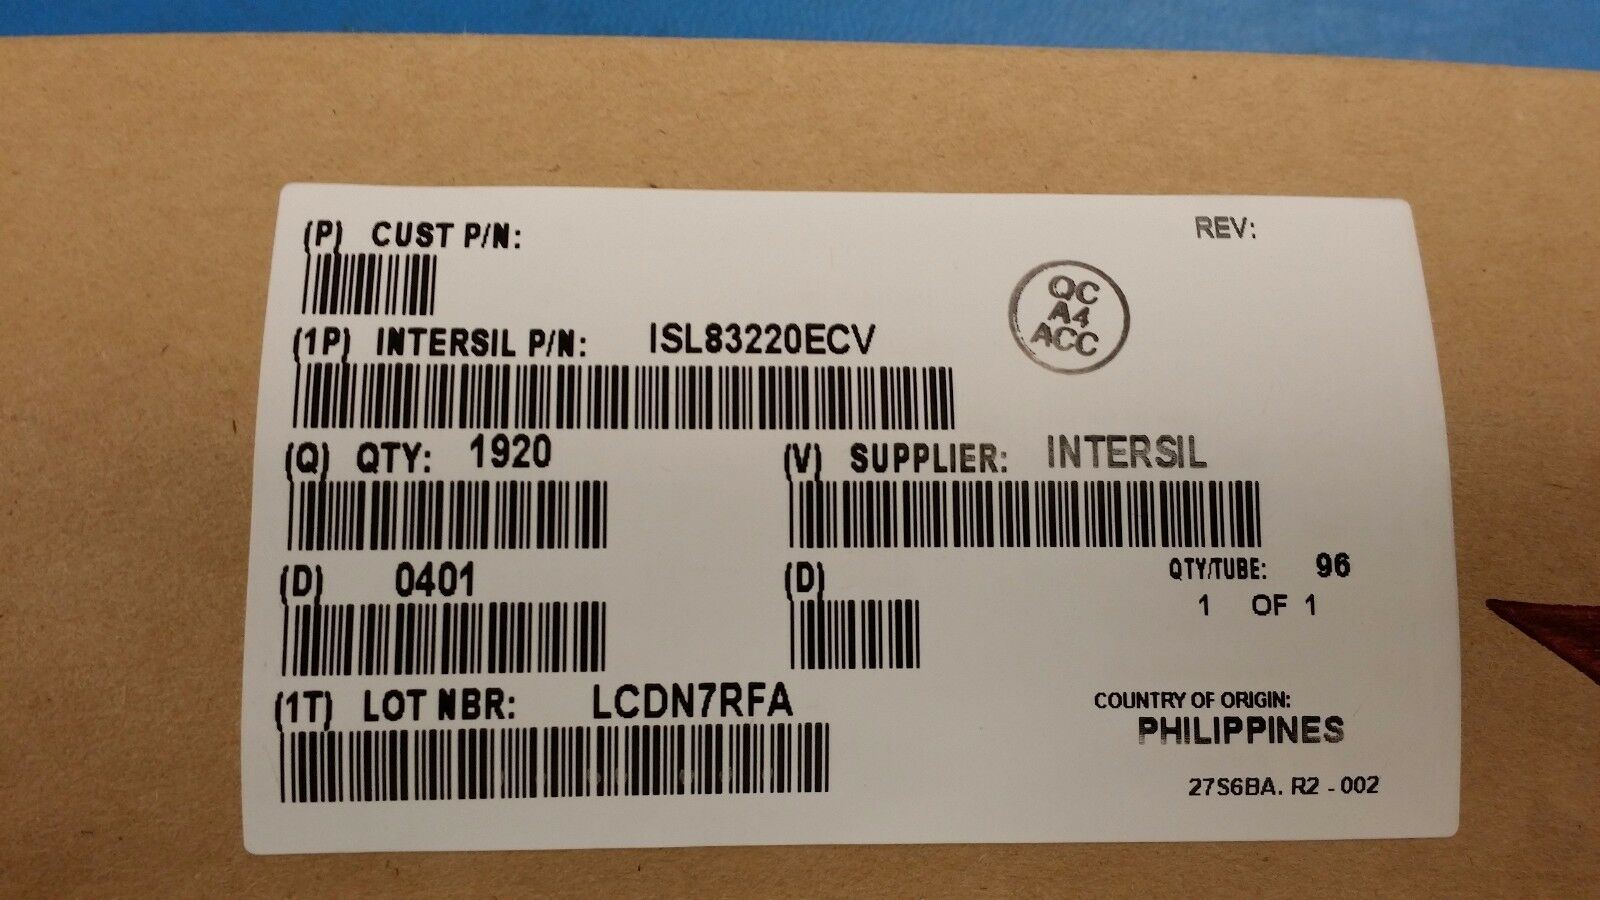 (P) CUST P/N:
REV:
QC
A4
ACC
(1P) INTERSIL P/N: ISL83220ECV
(Q) QTY: 1920
(V) SUPPLIER: INTERSIL
(D) 0401
(D)
QTY/TUBE: 96
1 OF 1
(1T) LOT NBR: LCDN7RFA
COUNTRY OF ORIGIN:
PHILIPPINES
27S6BA. R2 - 002